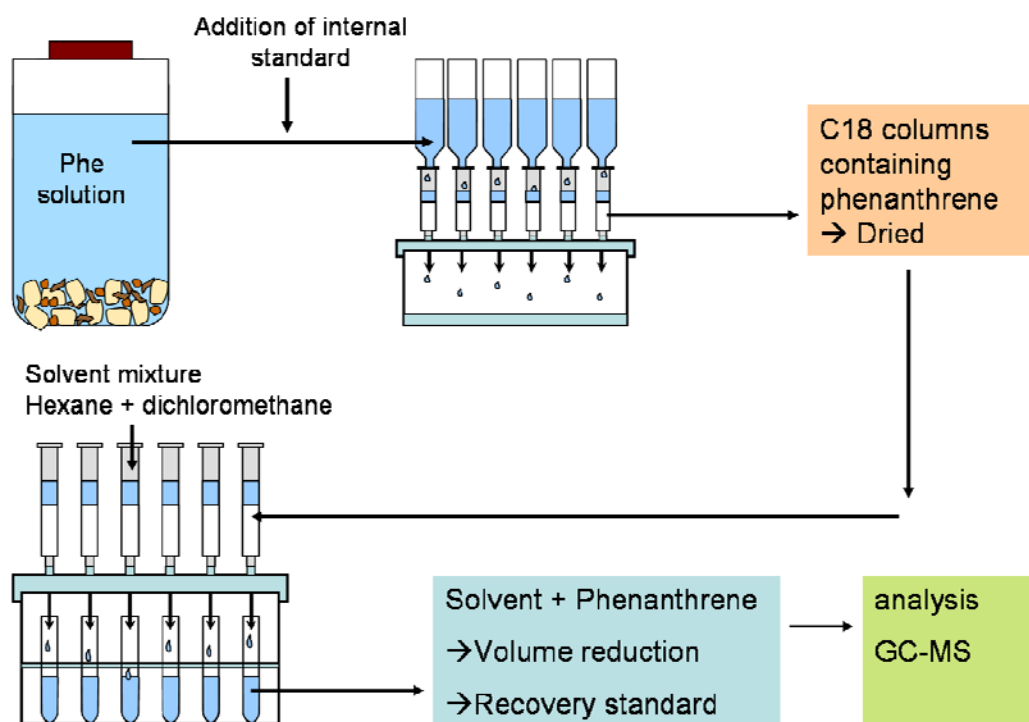 Addition of internal
standard
Phe
solution
C18 columns
containing
phenanthrene
→ Dried
Solvent mixture
Hexane + dichloromethane
Solvent + Phenanthrene
→Volume reduction
→Recovery standard
analysis
GC-MS